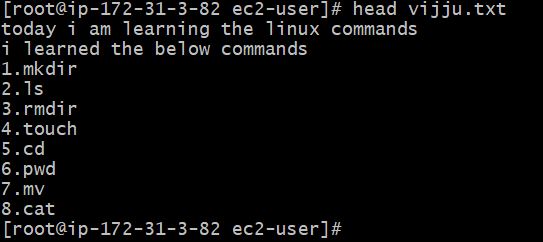 [root@ip-172-31-3-82 ec2-user]# head vijju.txt
today i am learning the linux commands
i learned the below commands
1.mkdir
2.ls
3.rmdir
4.touch
5.cd
6.pwd
7.mv
8.cat
[root@ip-172-31-3-82 ec2-user]#